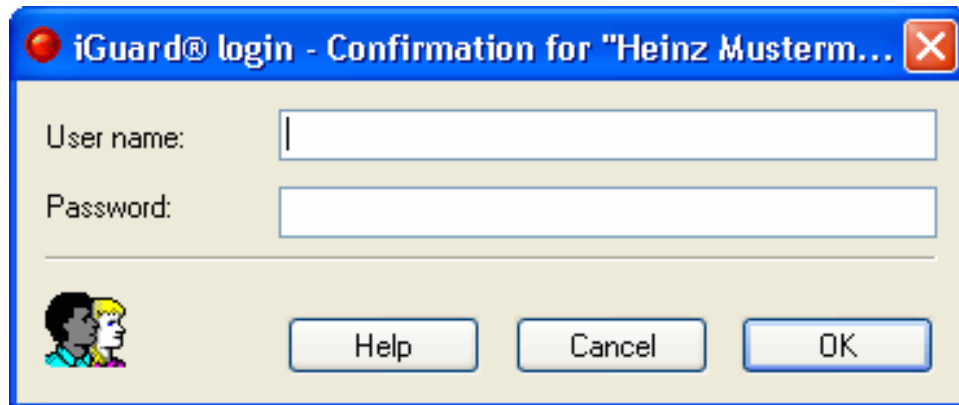 iGuard® login - Confirmation for "Heinz Musterm...
User name:
Password:
Help Cancel OK